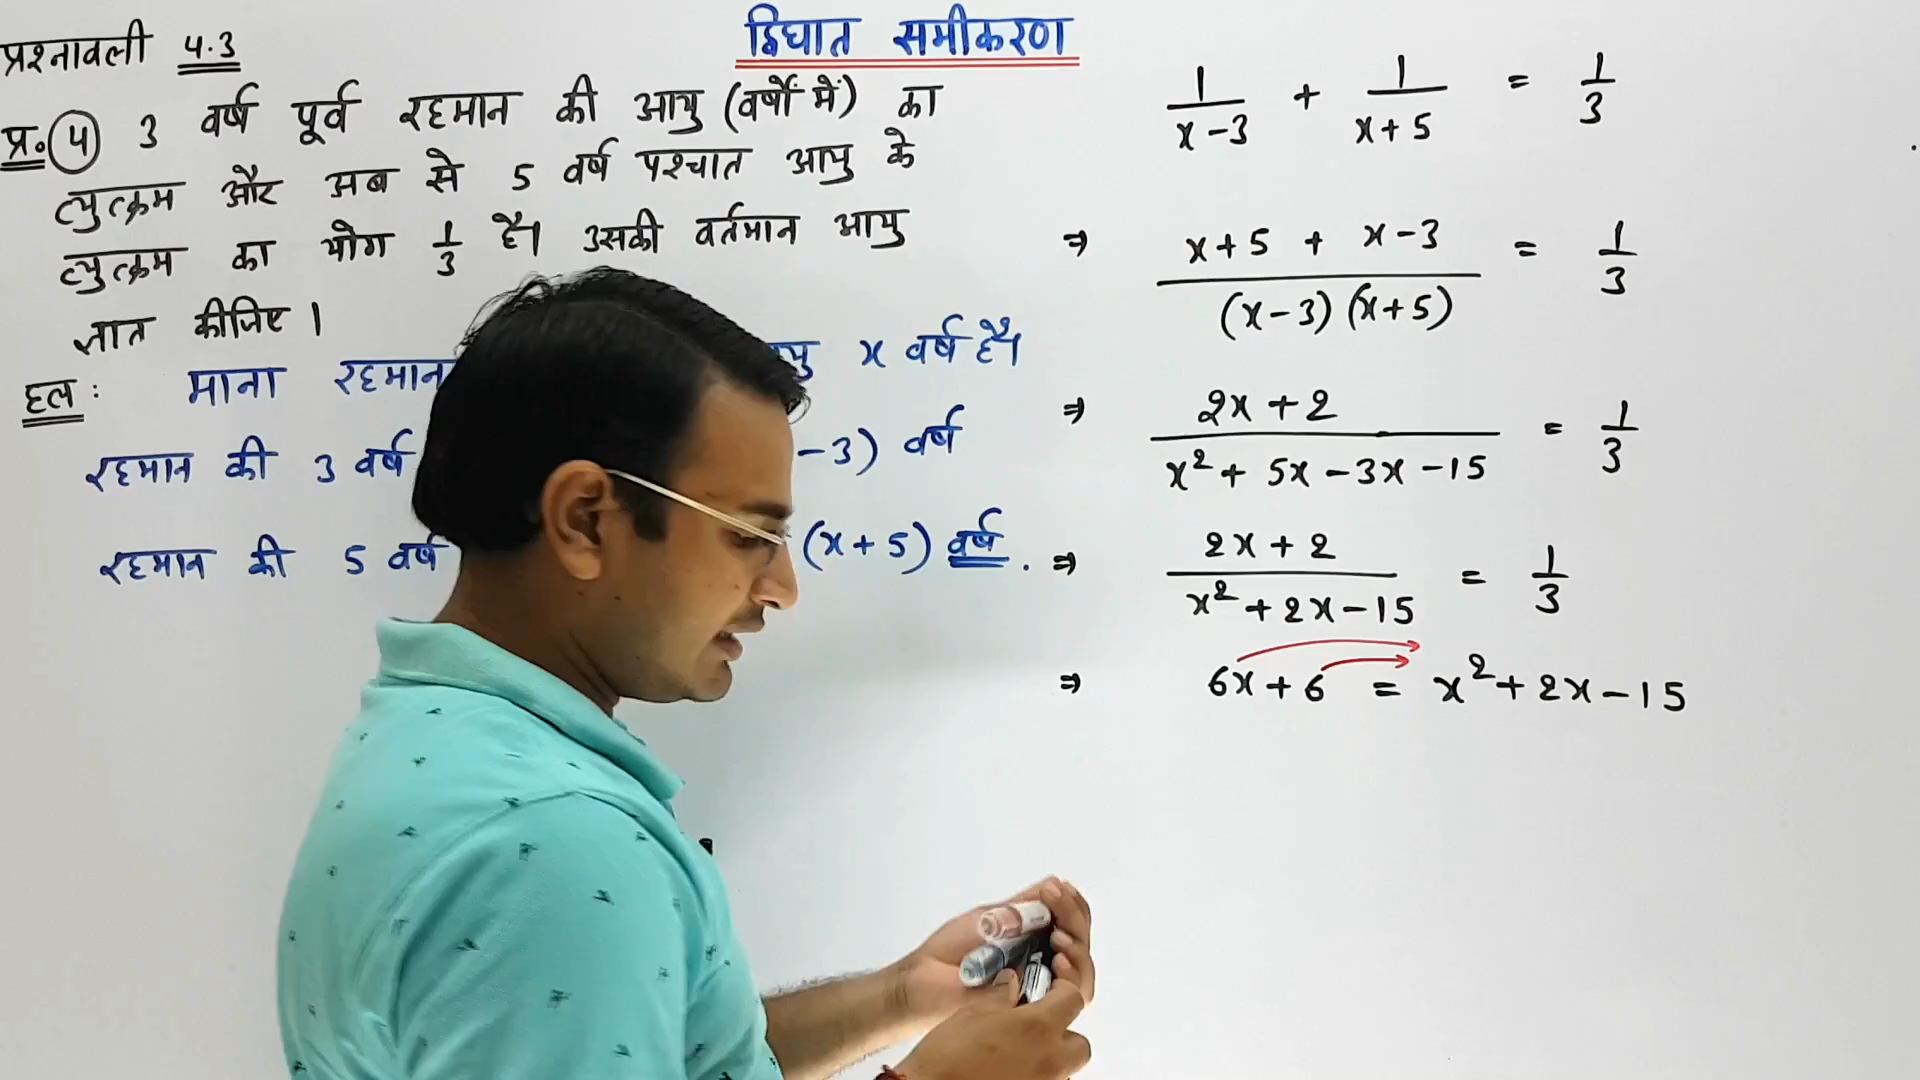 द्विघात समीकरण
प्रश्नावली 4.3
प्र. 4 3 वर्ष पूर्व रहमान की आयु (वर्षों में) का
व्युत्क्रम और अब से 5 वर्ष पश्चात आयु के
व्युत्क्रम का योग 1/3 है। उसकी वर्तमान आयु
ज्ञात कीजिए।
हल: माना रहमान x वर्ष है।
रहमान की 3 वर्ष -3) वर्ष
रहमान की 5 वर्ष (x+5) वर्ष.
1/(x-3) + 1/(x+5) = 1/3
⇒ (x+5 + x-3)/((x-3)(x+5)) = 1/3
⇒ (2x+2)/(x²+5x-3x-15) = 1/3
⇒ (2x+2)/(x²+2x-15) = 1/3
⇒ 6x+6 = x²+2x-15